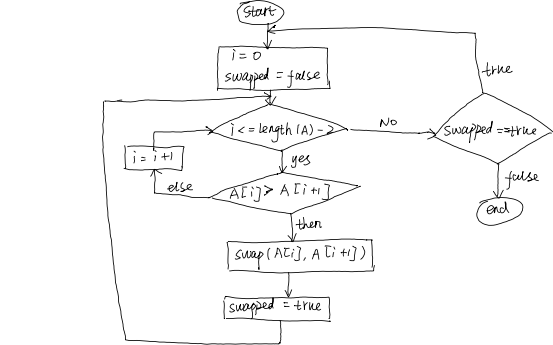 Start
i = 0
swapped = false
i <= length(A) - 2
No
swapped == true
true
false
end
yes
i = i + 1
else
A[i] > A[i+1]
then
swap(A[i], A[i+1])
swapped = true